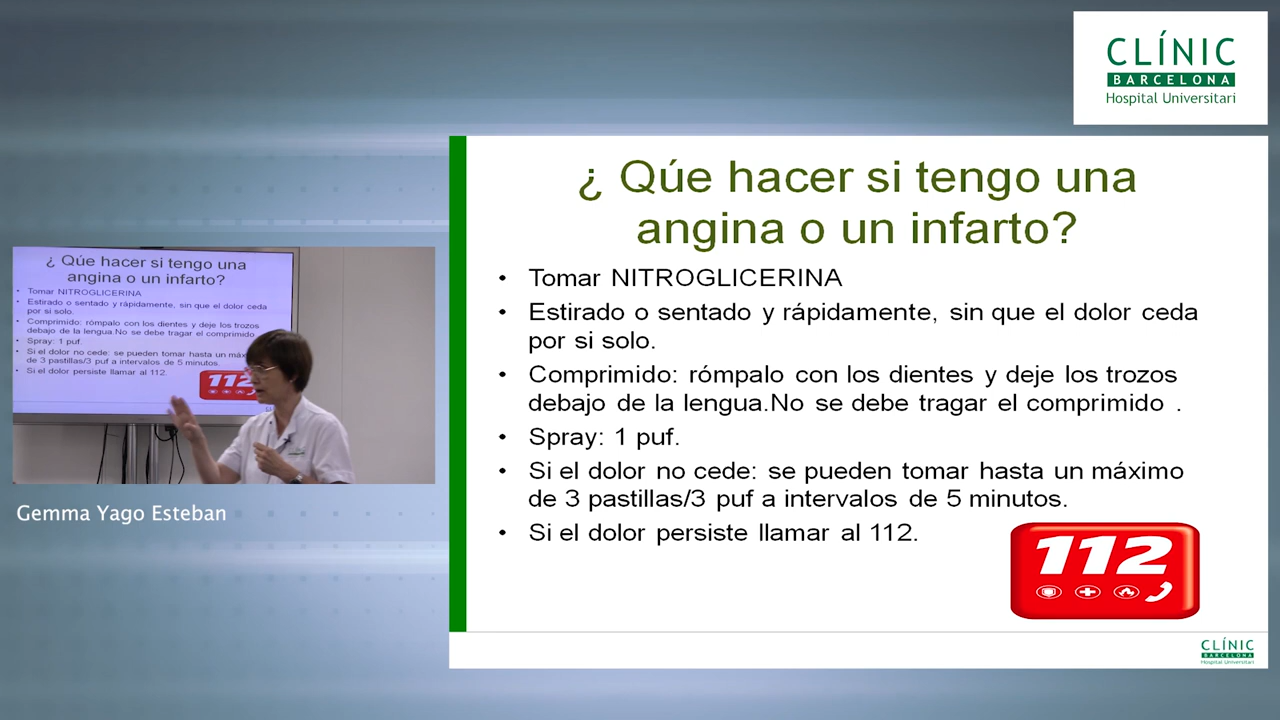 CLÍNIC
BARCELONA
Hospital Universitari
¿ Qúe hacer si tengo una
angina o un infarto?
• Tomar NITROGLICERINA
• Estirado o sentado y rápidamente, sin que el dolor ceda
por si solo.
• Comprimido: rómpalo con los dientes y deje los trozos
debajo de la lengua.No se debe tragar el comprimido .
• Spray: 1 puf.
• Si el dolor no cede: se pueden tomar hasta un máximo
de 3 pastillas/3 puf a intervalos de 5 minutos.
• Si el dolor persiste llamar al 112.
112
CLÍNIC
BARCELONA
Hospital Universitari
¿ Qúe hacer si tengo una
angina o un infarto?
• Tomar NITROGLICERINA
• Estirado o sentado y rápidamente, sin que el dolor ceda
por si solo.
• Comprimido: rómpalo con los dientes y deje los trozos
debajo de la lengua.No se debe tragar el comprimido
• Spray: 1 puf.
• Si el dolor no cede: se pueden tomar hasta un máx
de 3 pastillas/3 puf a intervalos de 5 minutos.
• Si el dolor persiste llamar al 112.
112
Gemma Yago Esteban